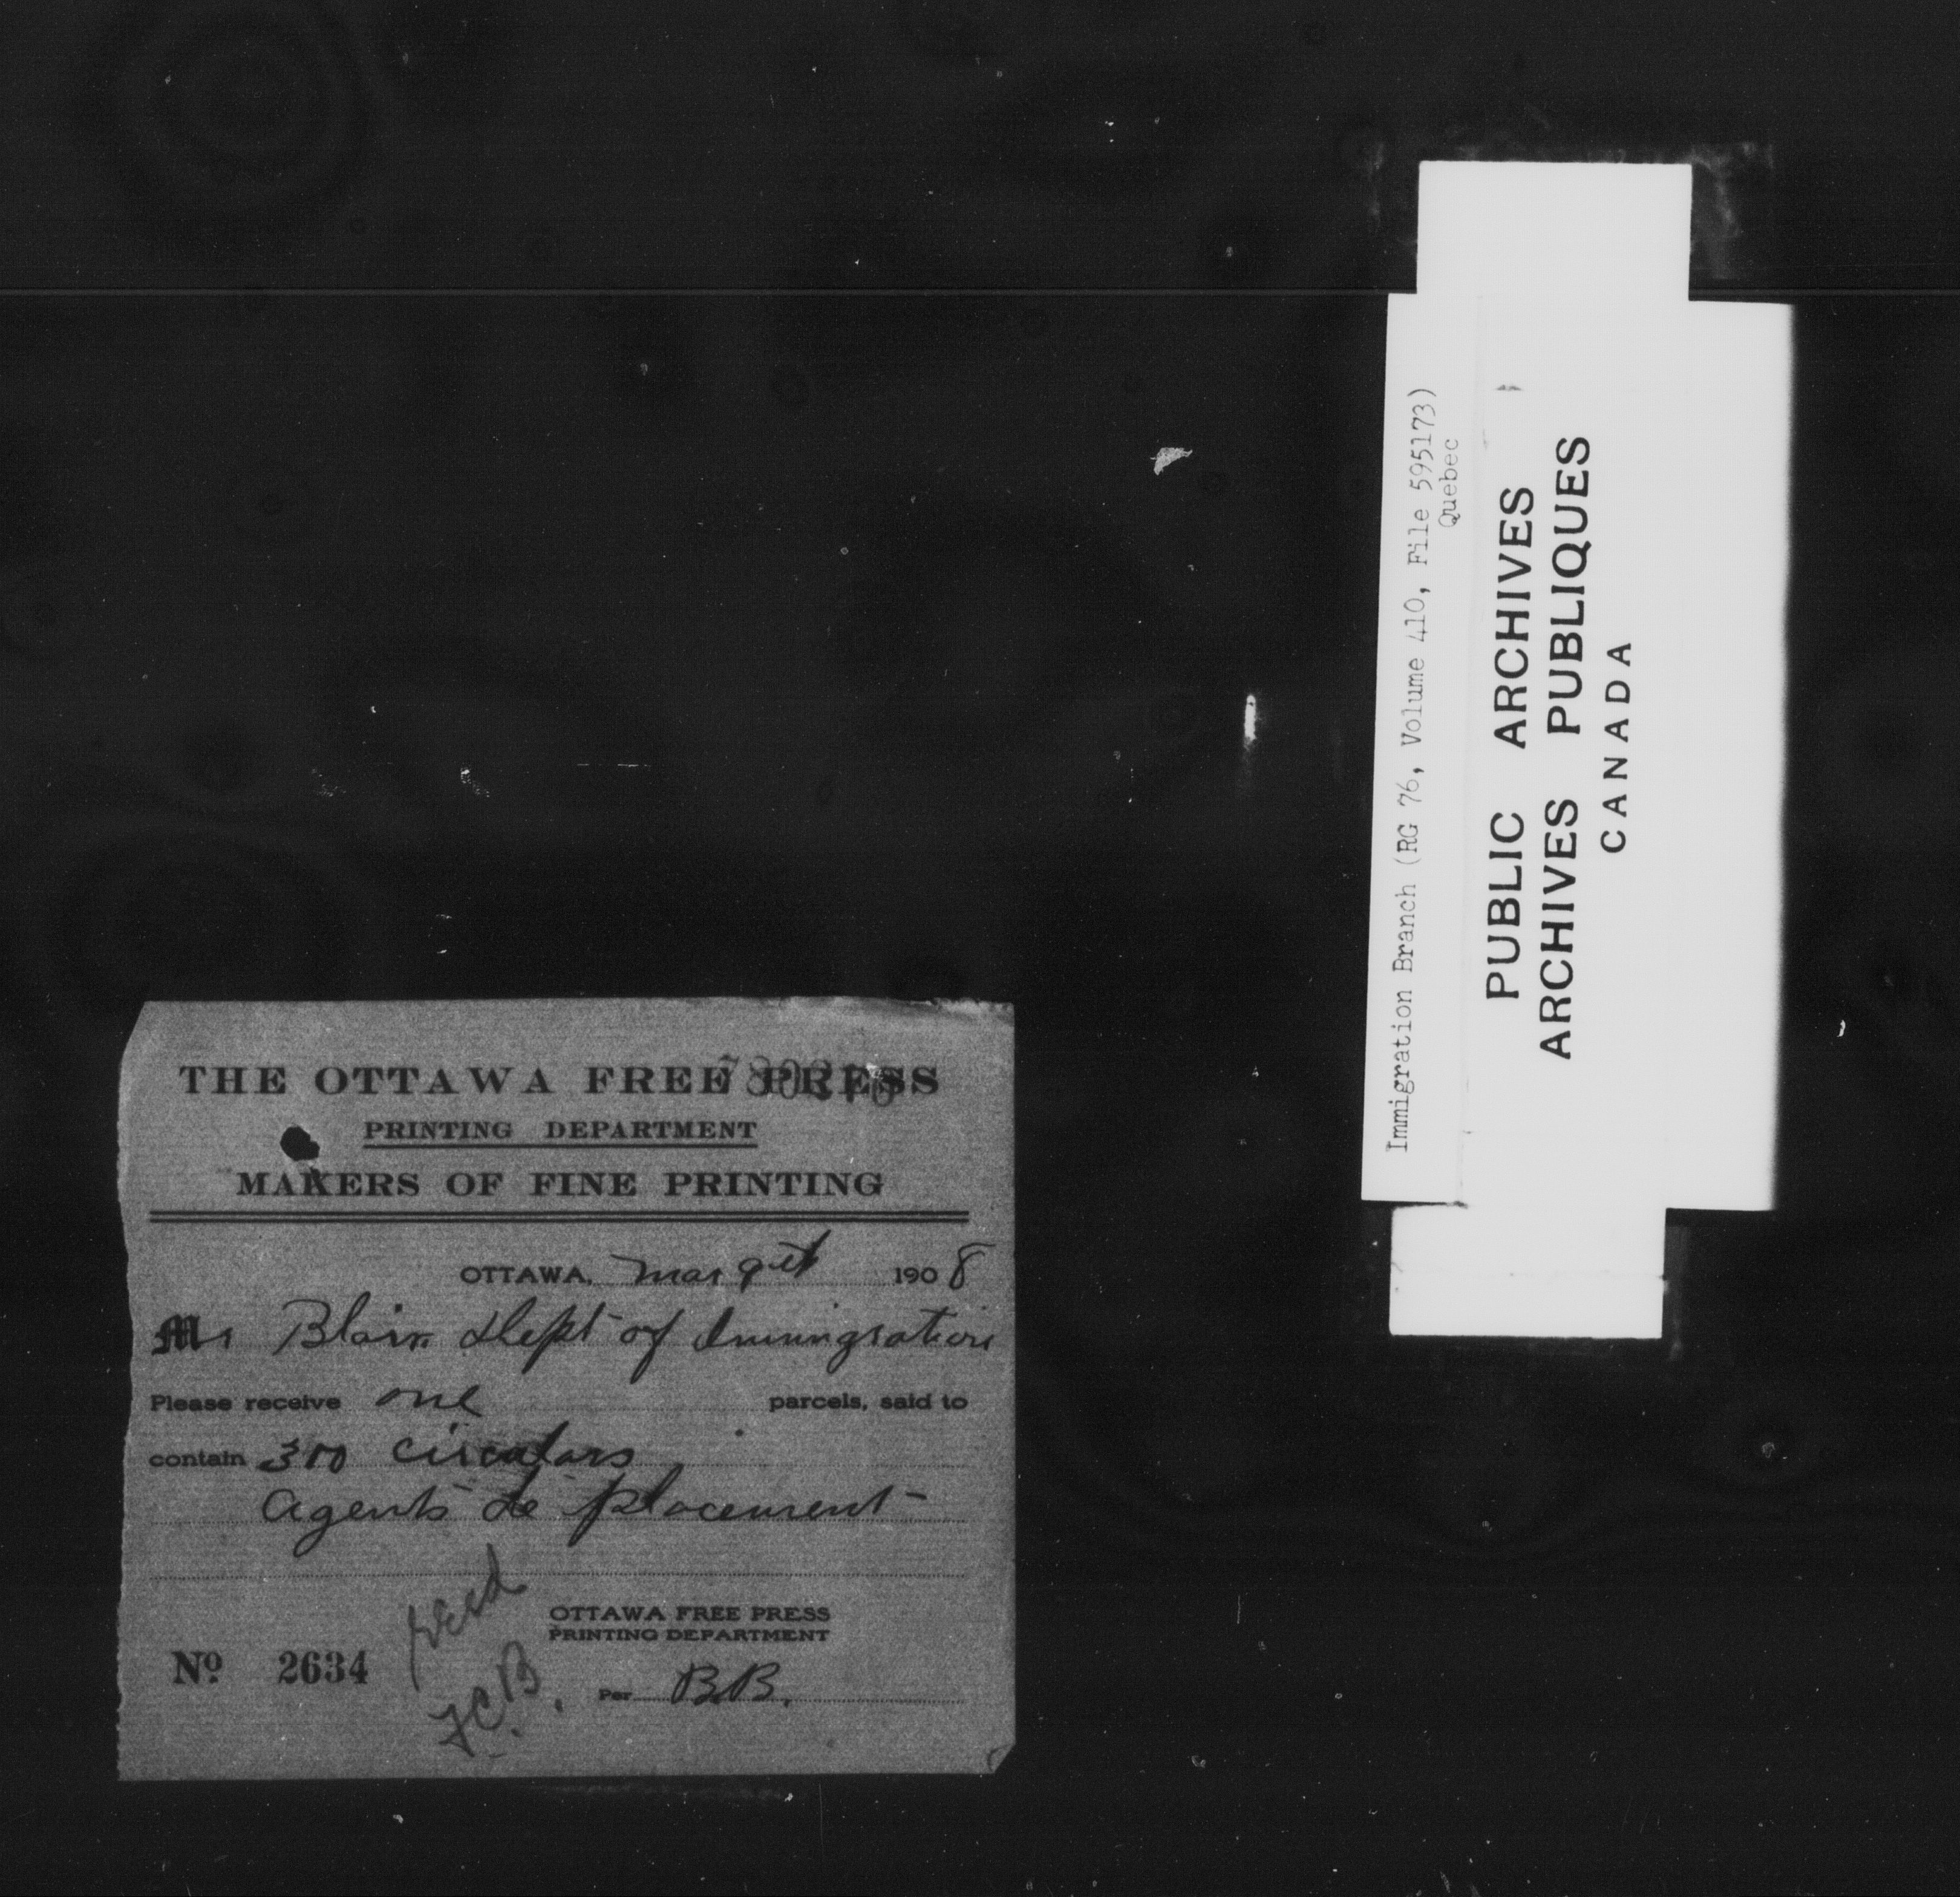 THE OTTAWA FREE PRESS
PRINTING DEPARTMENT
MAKERS OF FINE PRINTING
OTTAWA, Mar 9th 1908
Mr Blair Dept of Immigration
Please receive one parcels, said to
contain 300 circulars
Agents de placement
recd
F.C.B.
OTTAWA FREE PRESS
PRINTING DEPARTMENT
No 2634
Per B.B.
Immigration Branch (RG 76, Volume 410, File 595173)
Quebec
PUBLIC ARCHIVES
ARCHIVES PUBLIQUES
CANADA